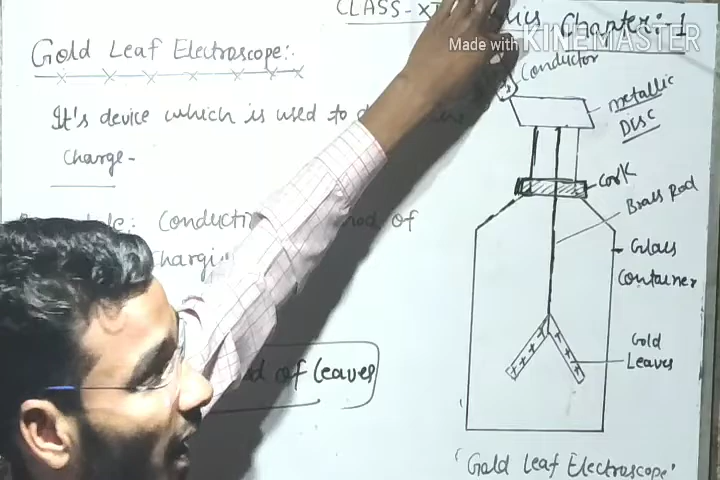 CLASS-XI
Chapter:-1
Made with KINEMASTER
Gold Leaf Electroscope:-
It's device which is used to
Charge-
of
of leaves
Conductor
metallic
Disc
Cork
Brass Rod
Glass
Container
Gold
Leaves
'Gold Leaf Electroscope'